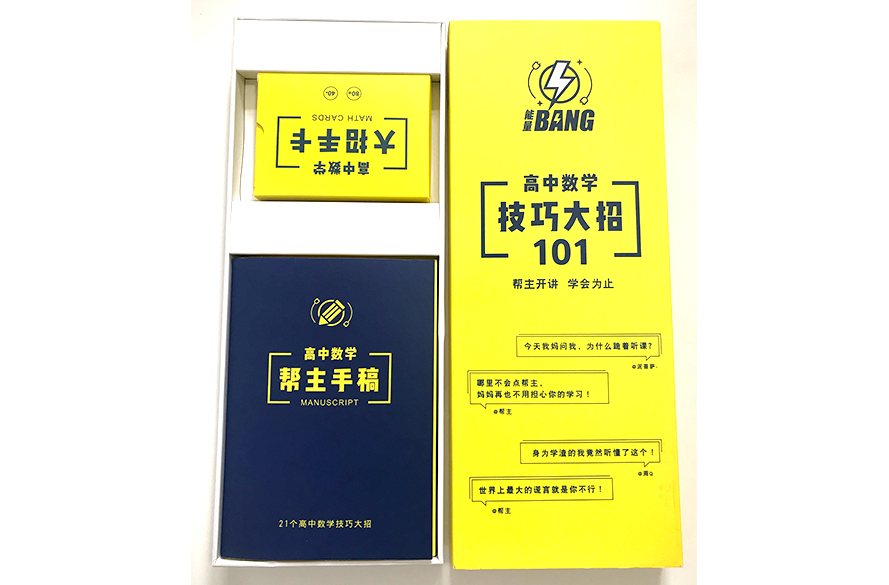 80+
40+
MATH CARDS
大招手卡
高中数学
高中数学
帮主手稿
MANUSCRIPT
21个高中数学技巧大招
能量
BANG
高中数学
技巧大招
101
帮主开讲 学会为止
今天我妈问我，为什么跪着听课？
@泥菩萨·
哪里不会点帮主，
妈妈再也不用担心你的学习！
@帮主
身为学渣的我竟然听懂了这个！
@周Q
世界上最大的谎言就是你不行！
@帮主